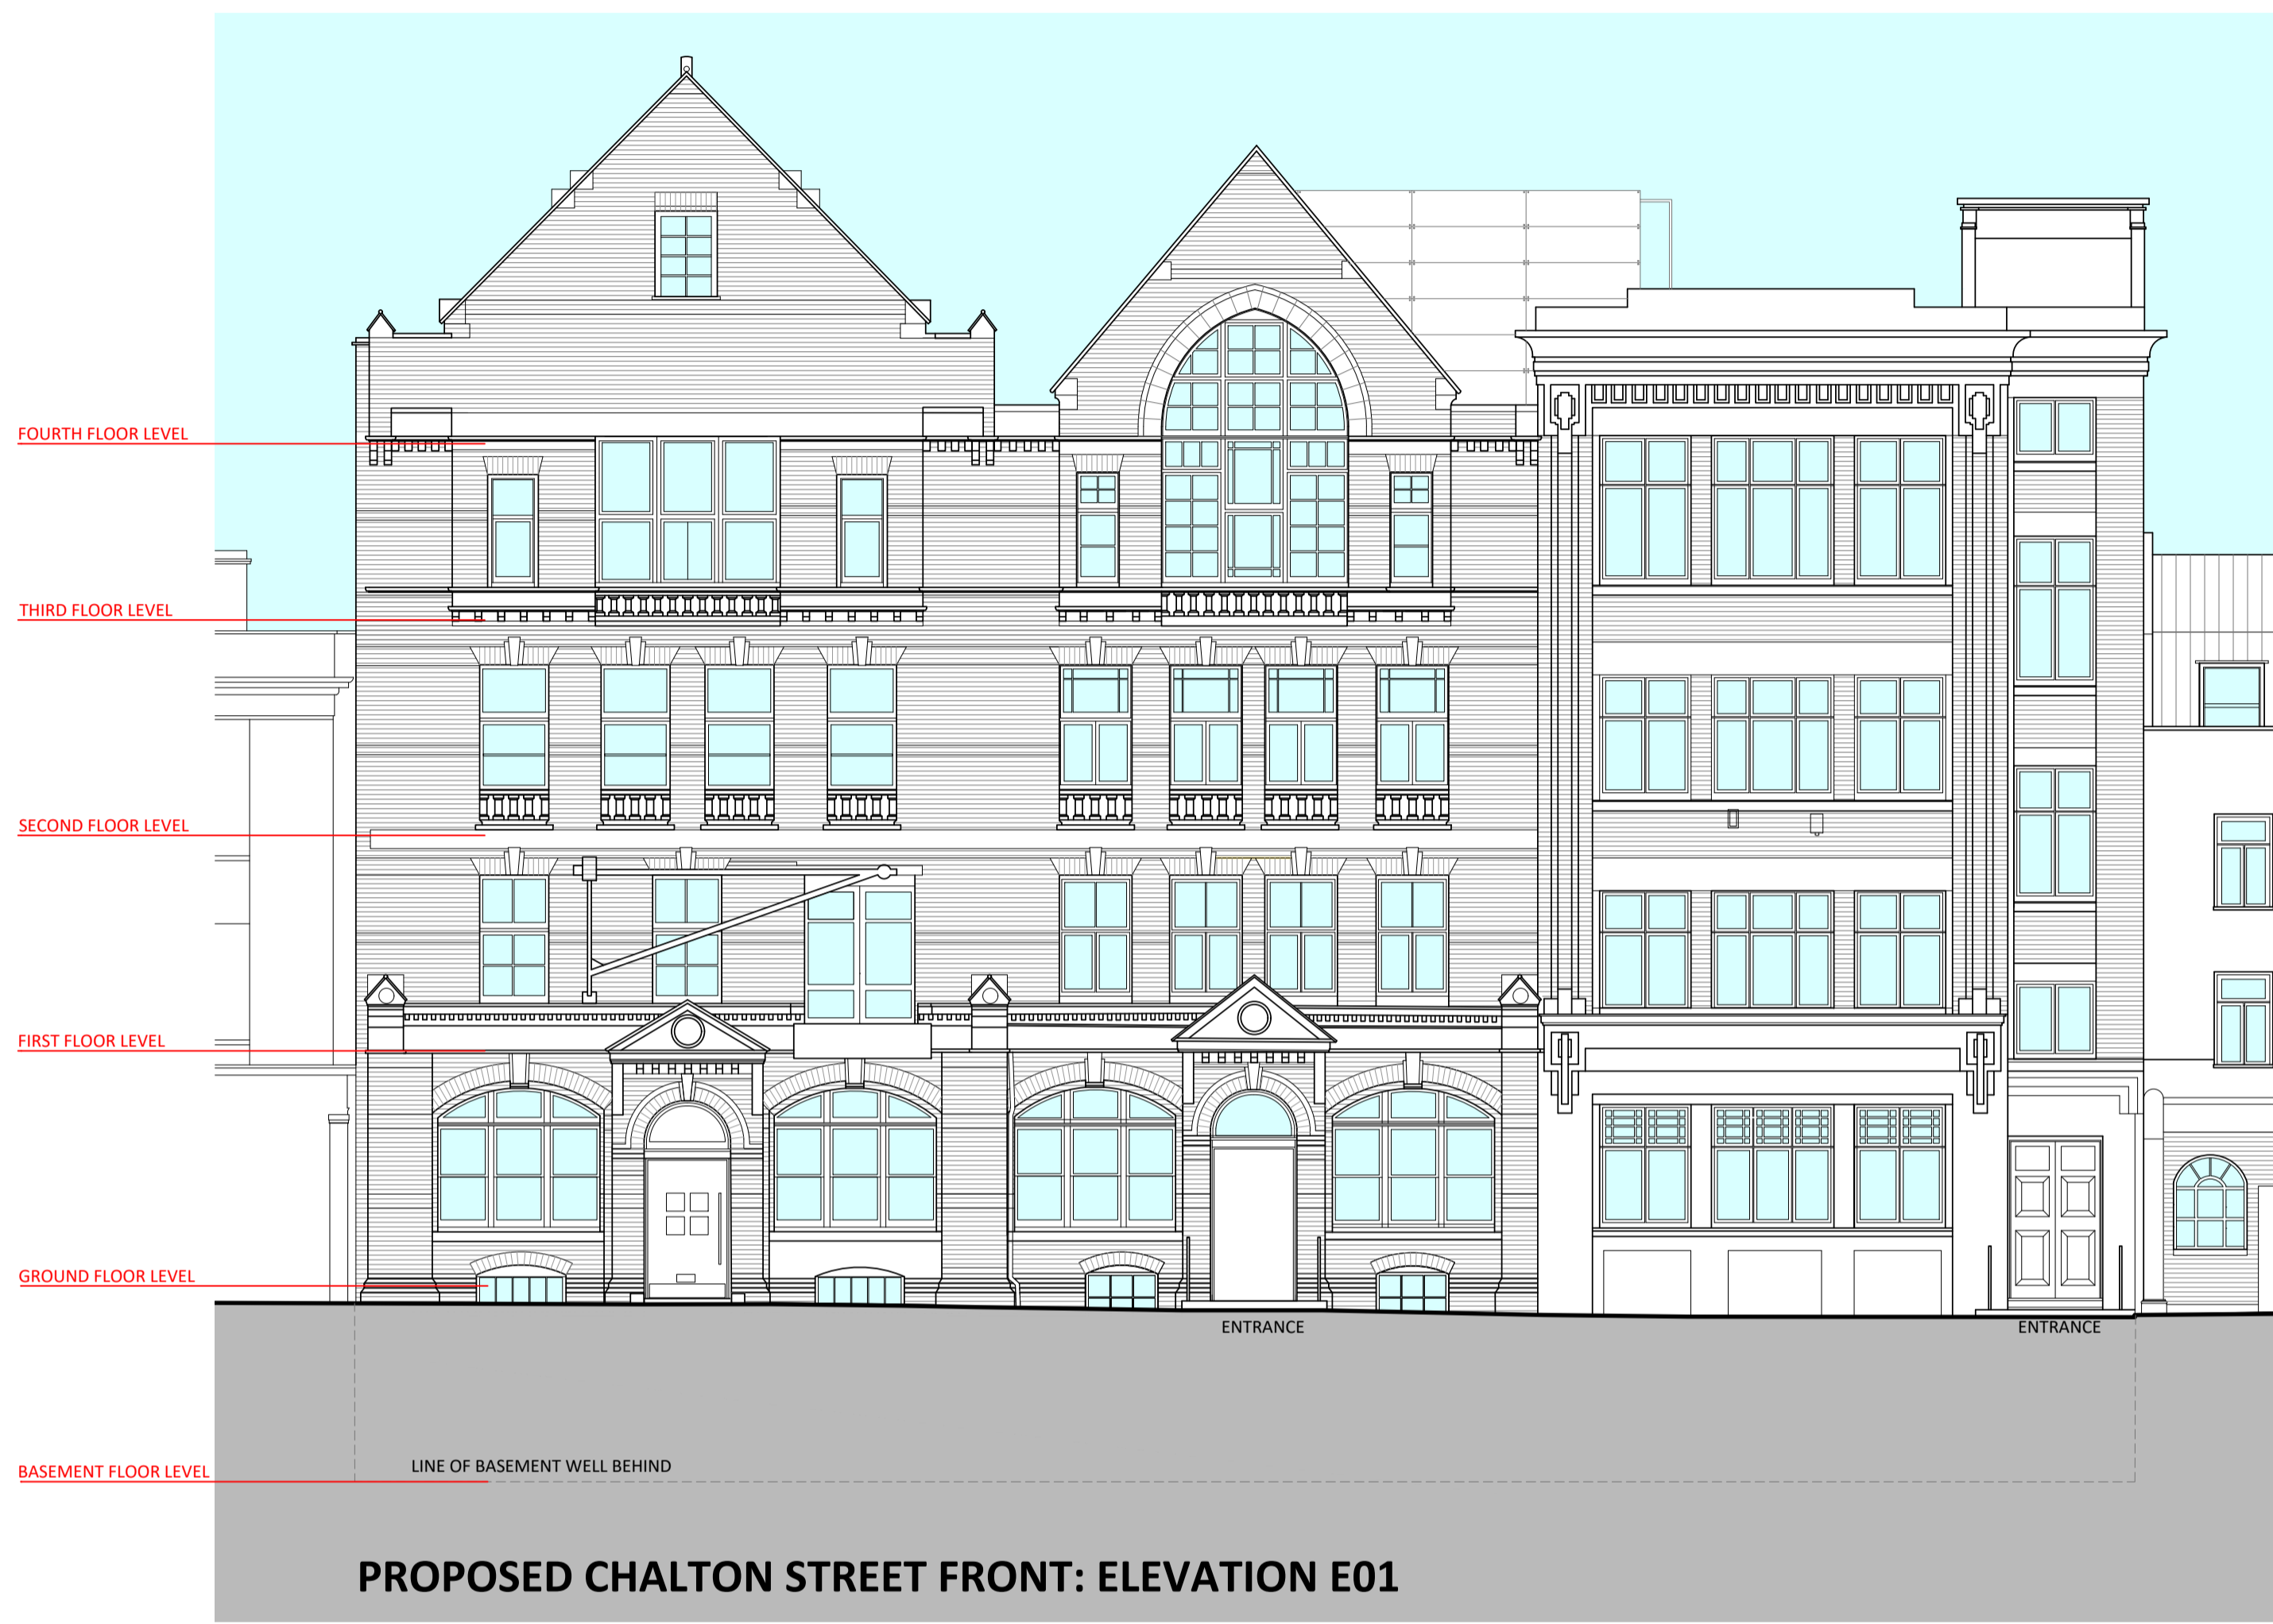 FOURTH FLOOR LEVEL
THIRD FLOOR LEVEL
SECOND FLOOR LEVEL
FIRST FLOOR LEVEL
GROUND FLOOR LEVEL
ENTRANCE
ENTRANCE
BASEMENT FLOOR LEVEL
LINE OF BASEMENT WELL BEHIND
PROPOSED CHALTON STREET FRONT: ELEVATION E01